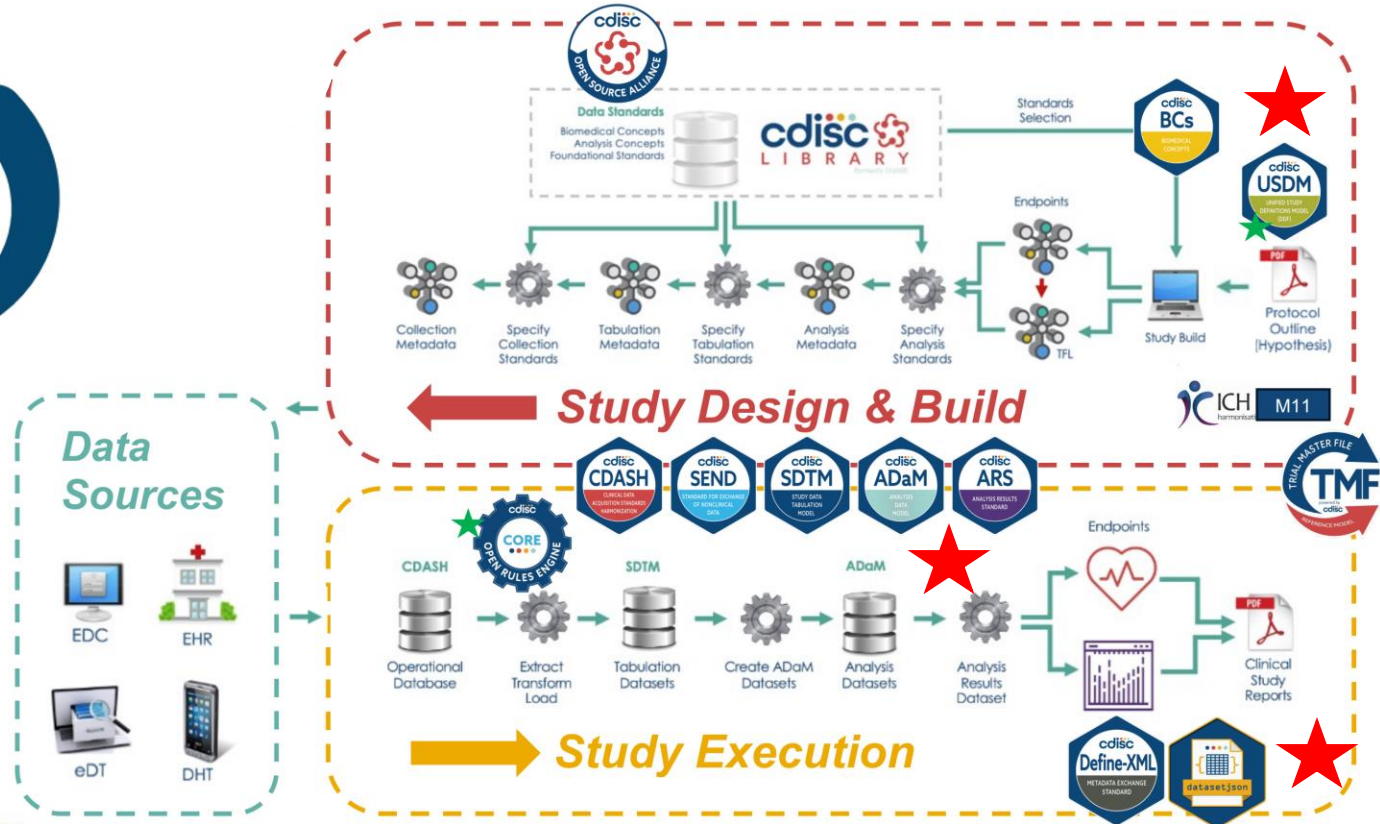 cdisc
OPEN SOURCE ALLIANCE
Data Standards
Biomedical Concepts
Analysis Concepts
Foundational Standards
cdisc
LIBRARY
Standards
Selection
cdisc
BCs
BIOMEDICAL
CONCEPTS
cdisc
USDM
UNIFIED STUDY
DEFINITIONS MODEL
(DDF)
Endpoints
TFL
Study Build
PDF
Protocol
Outline
(Hypothesis)
Collection
Metadata
Specify
Collection
Standards
Tabulation
Metadata
Specify
Tabulation
Standards
Analysis
Metadata
Specify
Analysis
Standards
Study Design & Build
ICH
M11
TRIAL MASTER FILE
TMF
powered by
cdisc
REFERENCE MODEL
Data
Sources
EDC
EHR
eDT
DHT
cdisc
CDASH
CLINICAL DATA
ACQUISITION STANDARDS
HARMONIZATION
cdisc
SEND
STANDARD FOR EXCHANGE
OF NONCLINICAL
DATA
cdisc
SDTM
STUDY DATA
TABULATION
MODEL
cdisc
ADaM
ANALYSIS
DATA
MODEL
cdisc
ARS
ANALYSIS RESULTS
STANDARD
cdisc
CORE
OPEN RULES ENGINE
CDASH
Operational
Database
Extract
Transform
Load
SDTM
Tabulation
Datasets
Create ADaM
Datasets
ADaM
Analysis
Datasets
Analysis
Results
Dataset
Endpoints
PDF
Clinical
Study
Reports
Study Execution
cdisc
Define-XML
METADATA EXCHANGE
STANDARD
datasetjson